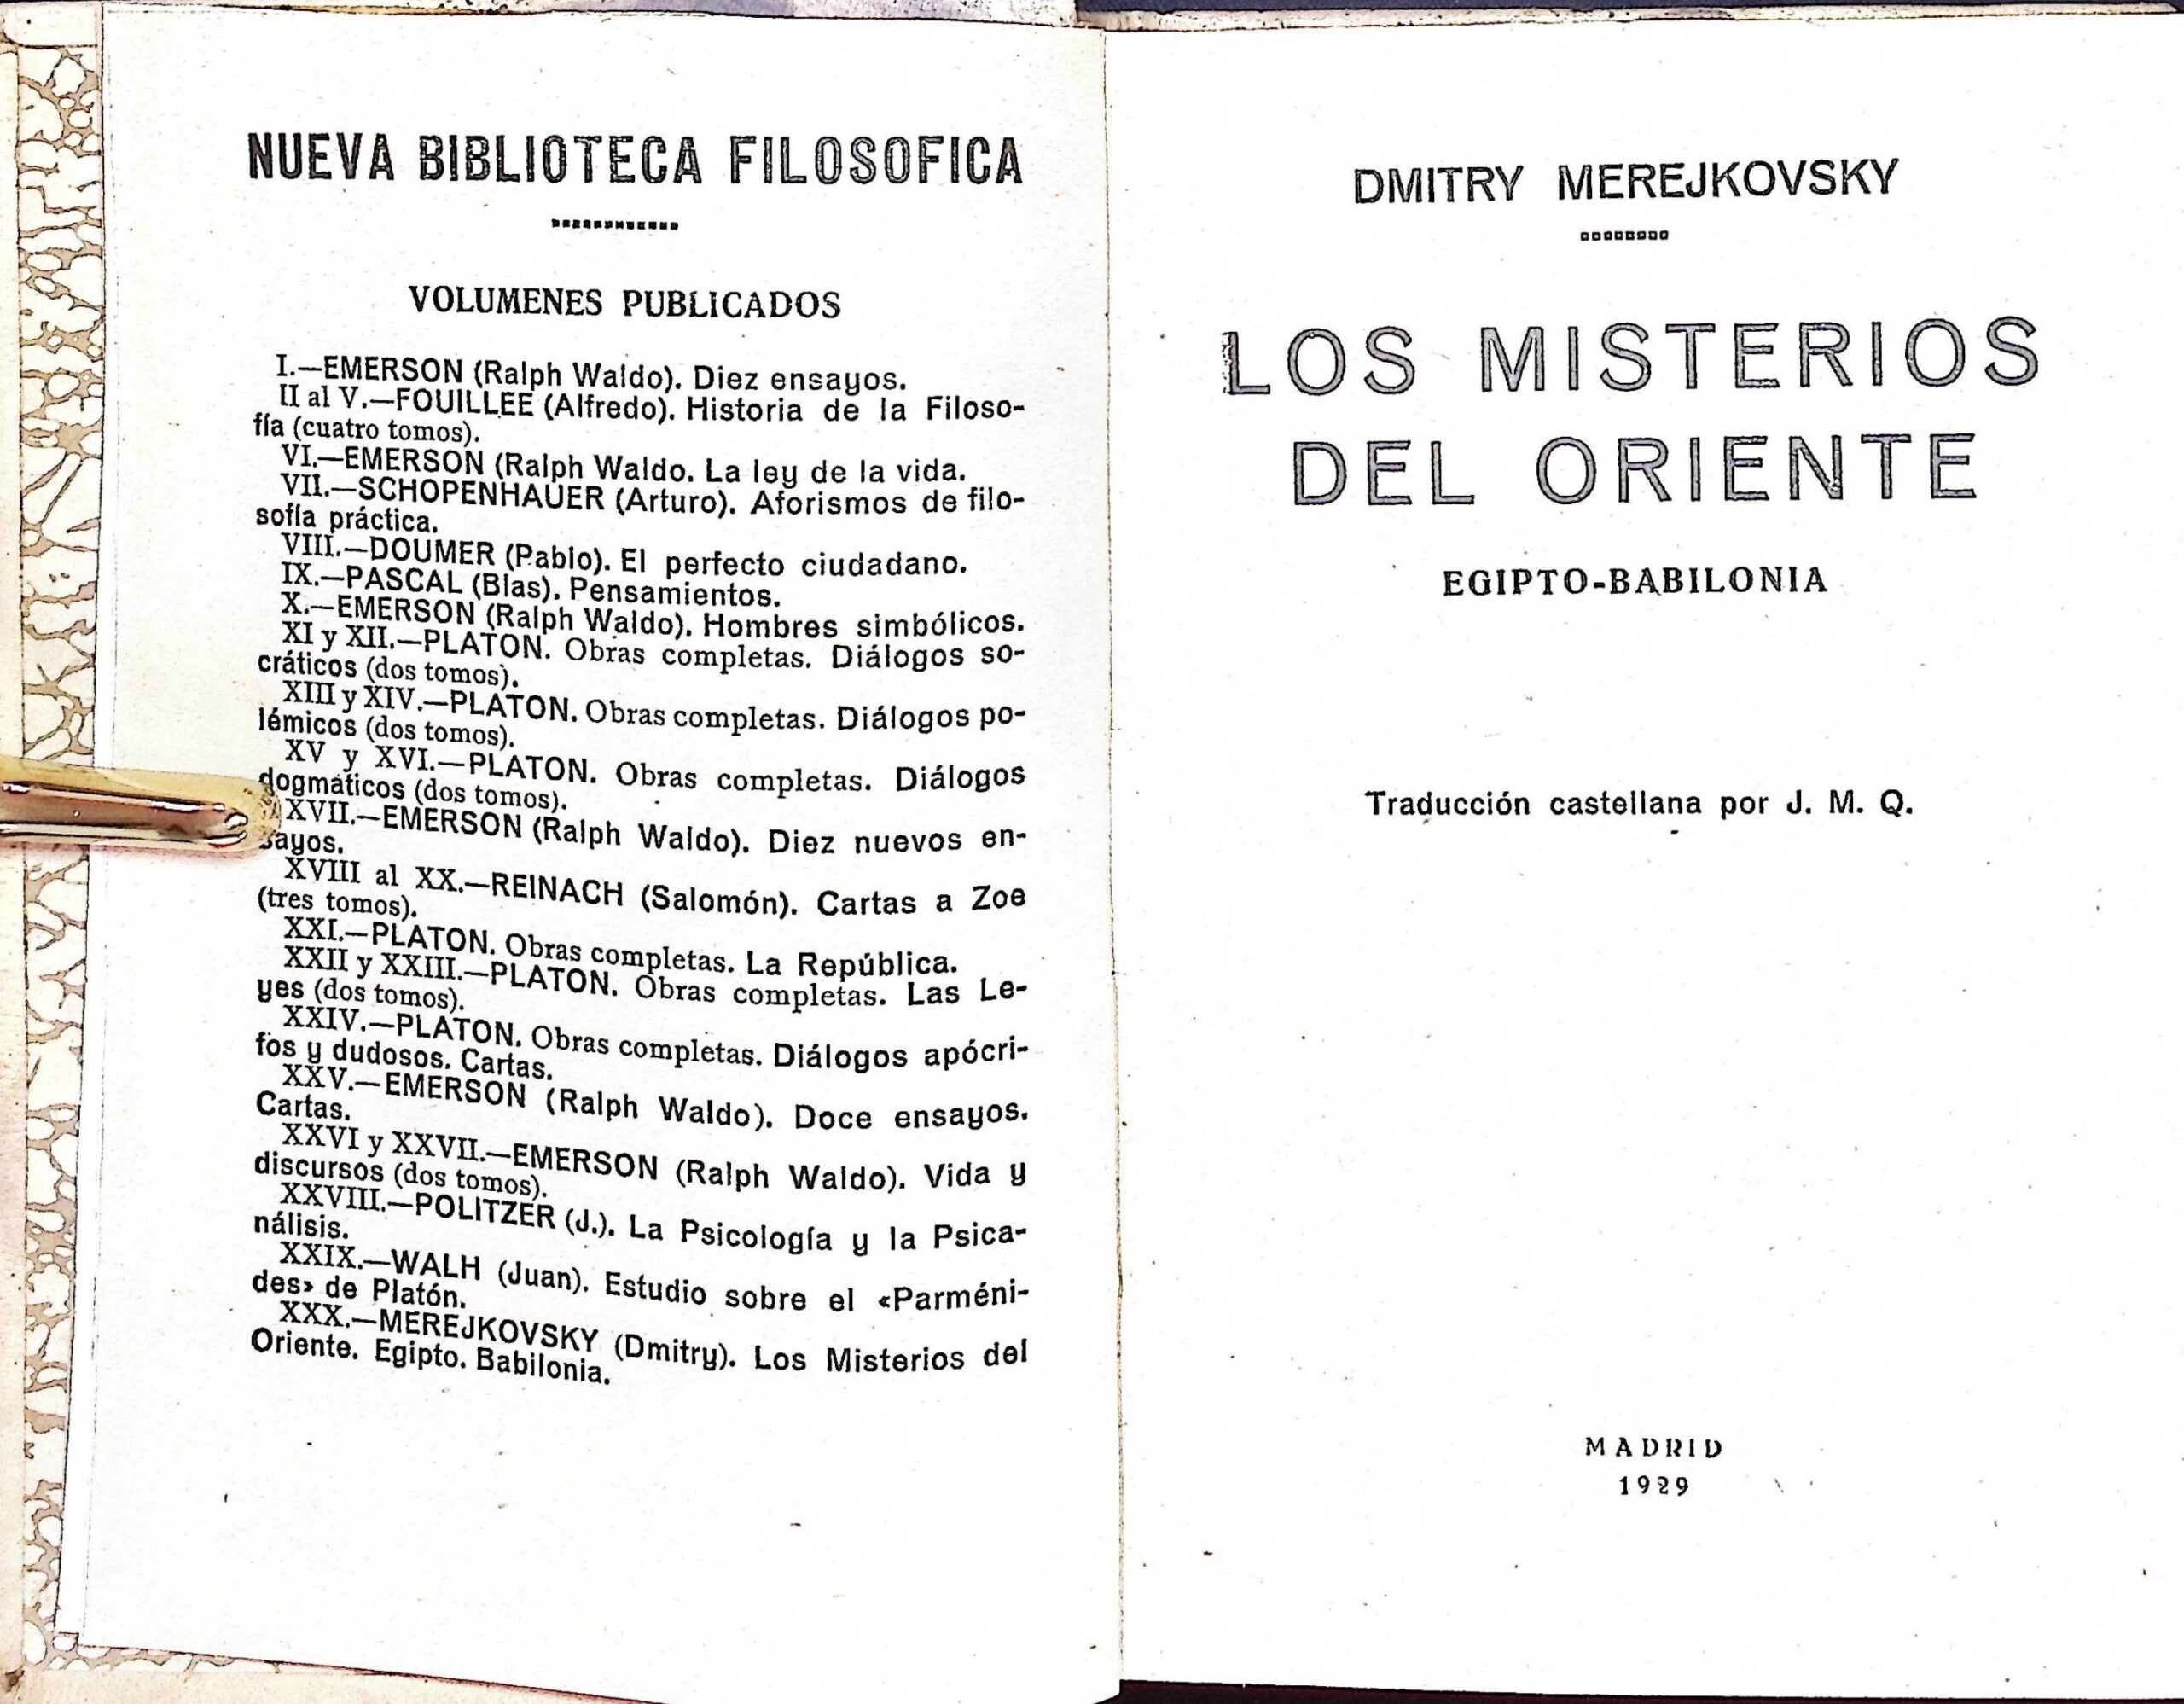 NUEVA BIBLIOTECA FILOSOFICA
VOLUMENES PUBLICADOS
I.—EMERSON (Ralph Waldo). Diez ensayos.
II al V.—FOUILLEE (Alfredo). Historia de la Filoso-
fía (cuatro tomos).
VI.—EMERSON (Ralph Waldo. La ley de la vida.
VII.—SCHOPENHAUER (Arturo). Aforismos de filo-
sofía práctica.
VIII.—DOUMER (Pablo). El perfecto ciudadano.
IX.—PASCAL (Blas). Pensamientos.
X.—EMERSON (Ralph Waldo). Hombres simbólicos.
XI y XII.—PLATON. Obras completas. Diálogos so-
cráticos (dos tomos).
XIII y XIV.—PLATON. Obras completas. Diálogos po-
lémicos (dos tomos).
XV y XVI.—PLATON. Obras completas. Diálogos
dogmáticos (dos tomos).
XVII.—EMERSON (Ralph Waldo). Diez nuevos en-
sayos.
XVIII al XX.—REINACH (Salomón). Cartas a Zoe
(tres tomos).
XXI.—PLATON. Obras completas. La República.
XXII y XXIII.—PLATON. Obras completas. Las Le-
yes (dos tomos).
XXIV.—PLATON. Obras completas. Diálogos apócri-
fos y dudosos. Cartas.
XXV.—EMERSON (Ralph Waldo). Doce ensayos.
Cartas.
XXVI y XXVII.—EMERSON (Ralph Waldo). Vida y
discursos (dos tomos).
XXVIII.—POLITZER (J.). La Psicología y la Psica-
nálisis.
XXIX.—WALH (Juan). Estudio sobre el «Parméni-
des» de Platón.
XXX.—MEREJKOVSKY (Dmitry). Los Misterios del
Oriente. Egipto. Babilonia.
DMITRY MEREJKOVSKY
LOS MISTERIOS
DEL ORIENTE
EGIPTO-BABILONIA
Traducción castellana por J. M. Q.
MADRID
1929